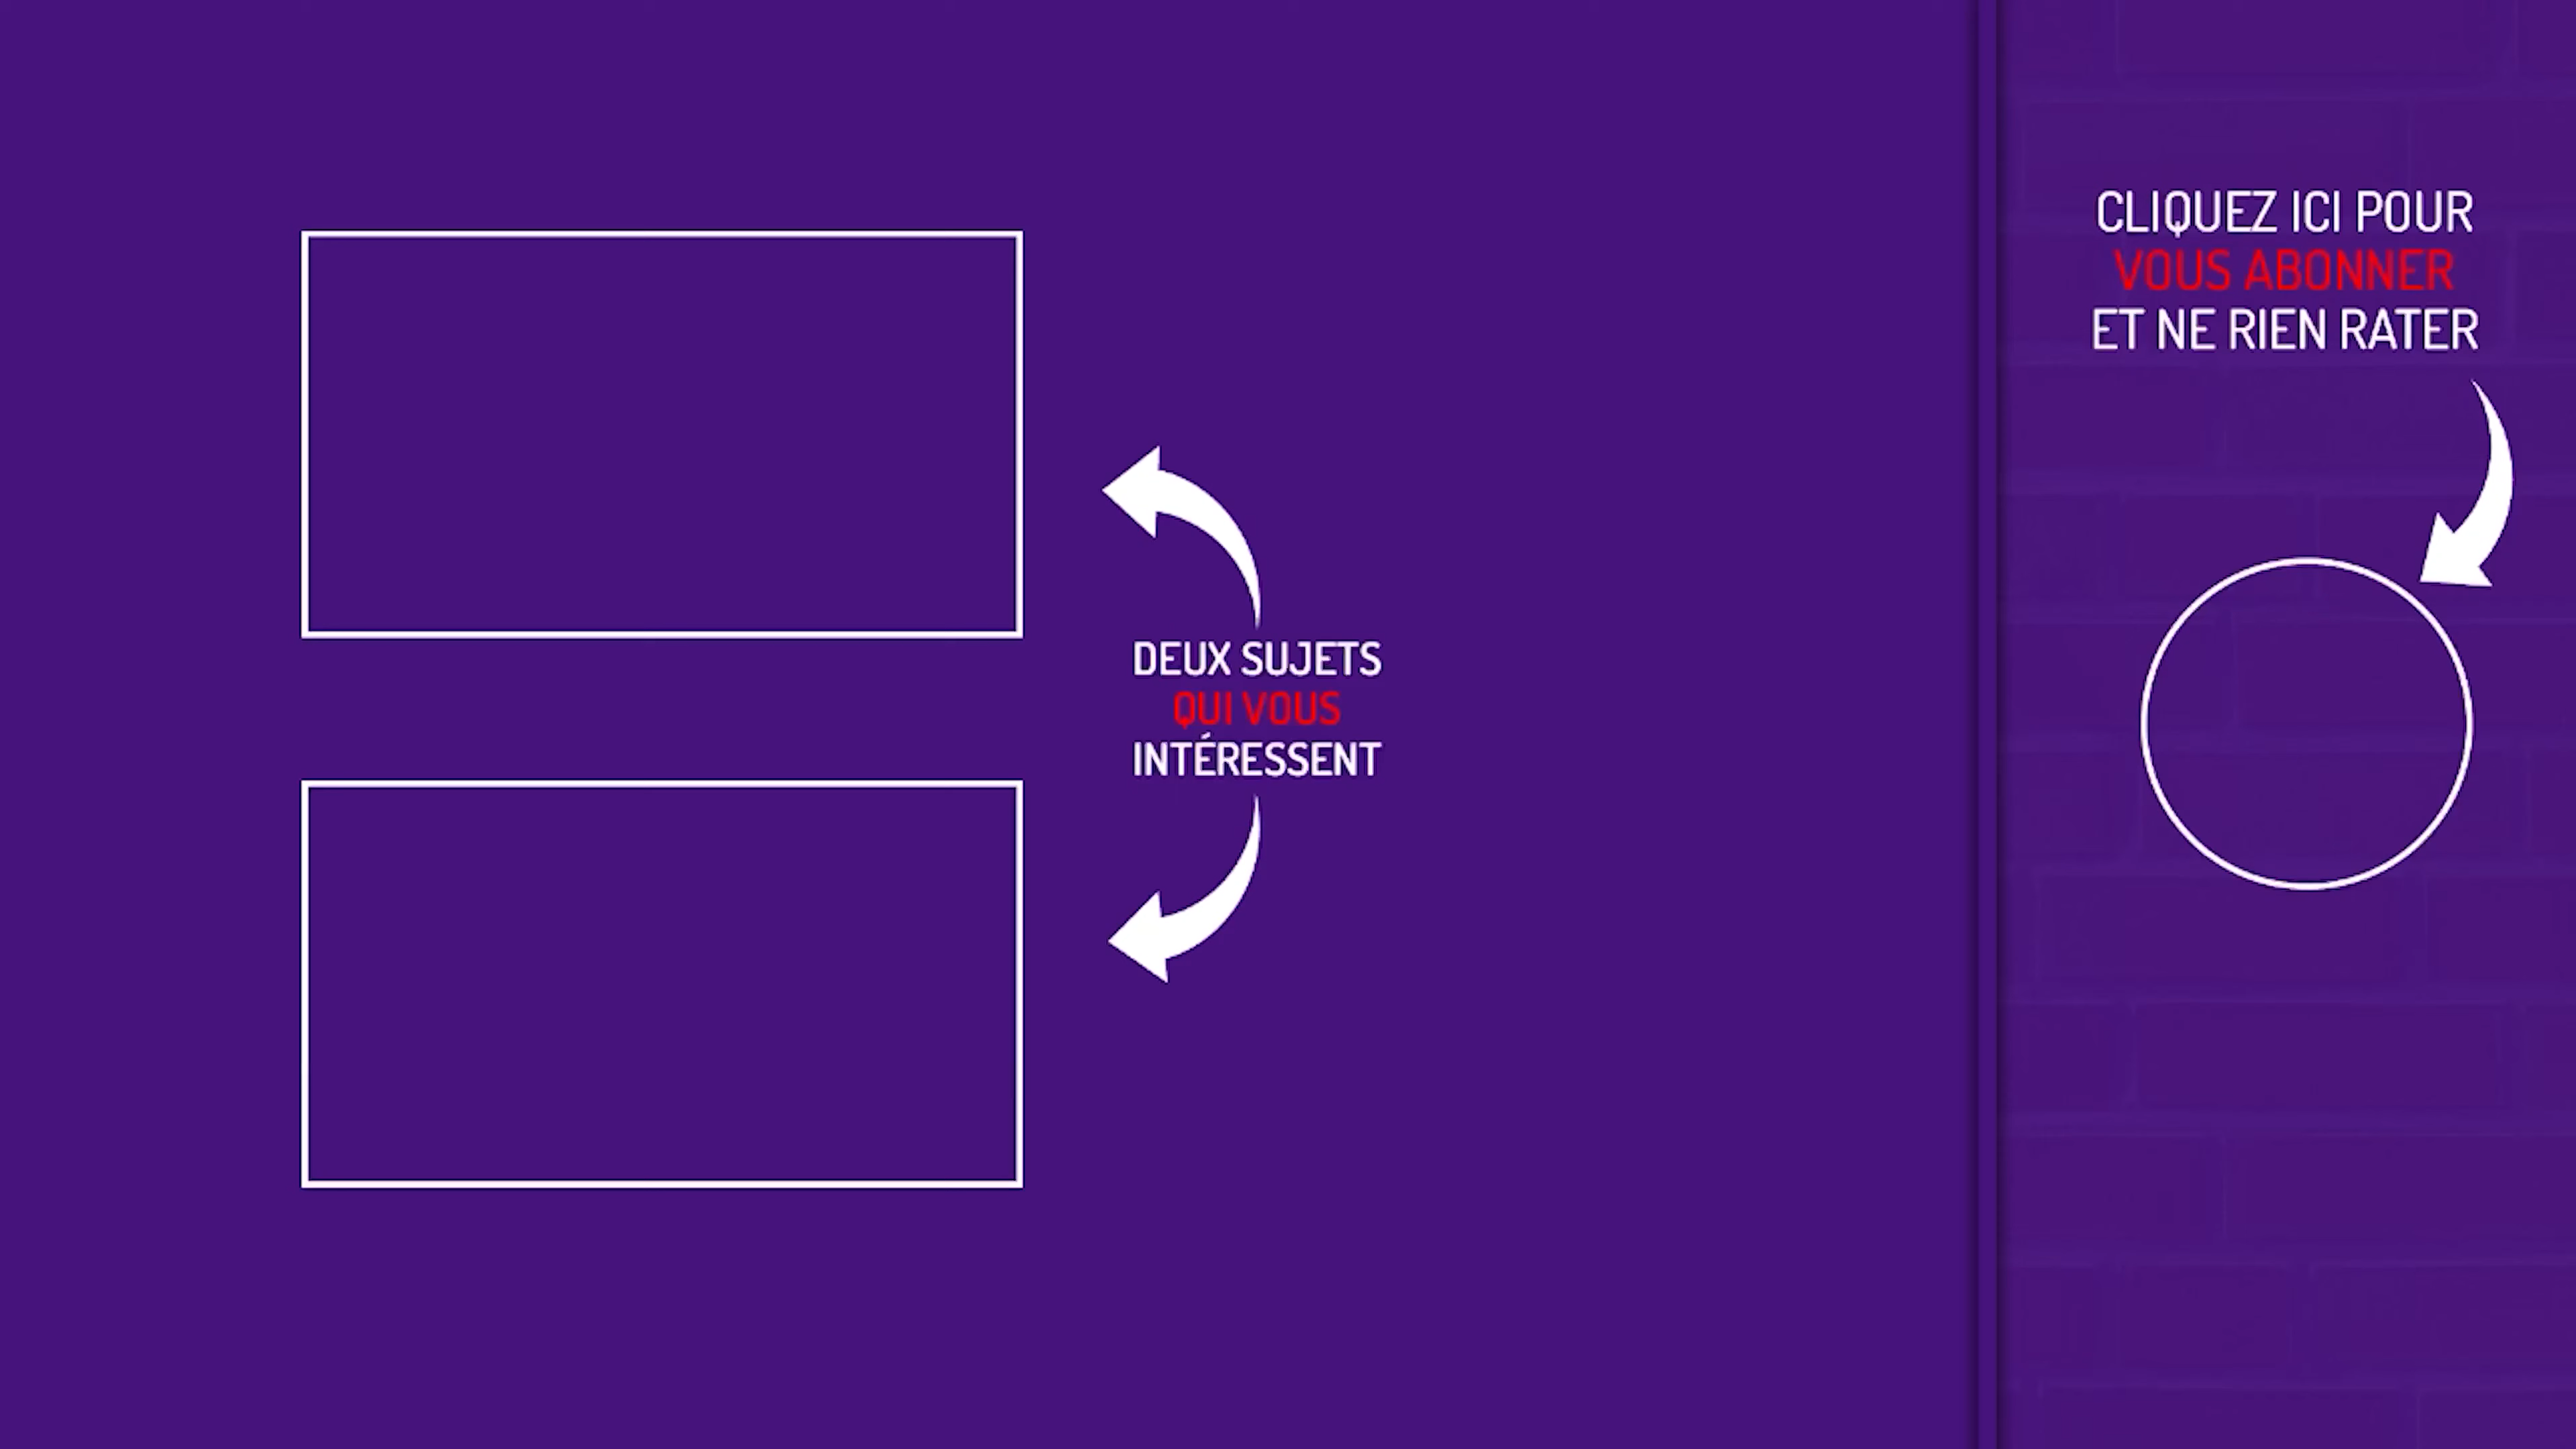 DEUX SUJETS
QUI VOUS
INTÉRESSENT
CLIQUEZ ICI POUR
VOUS ABONNER
ET NE RIEN RATER